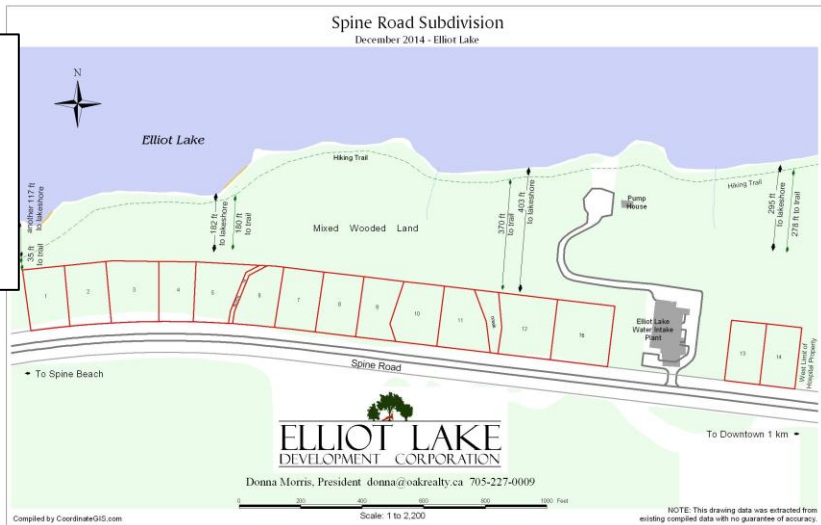 Spine Road Subdivision
December 2014 - Elliot Lake
N
Elliot Lake
Hiking Trail
Hiking Trail
another 117 ft
to lakeshore
35 ft
to trail
182 ft
to lakeshore
180 ft
to trail
Mixed Wooded Land
370 ft
to trail
403 ft
to lakeshore
Pump
House
295 ft
to lakeshore
278 ft to trail
1
2
3
4
5
6
7
8
9
10
11
12
13
14
Elliot Lake
Water Intake
Plant
West Limit of
Hospital Property
Spine Road
To Spine Beach
To Downtown 1 km
ELLIOT LAKE
DEVELOPMENT CORPORATION
Donna Morris, President donna@oakrealty.ca 705-227-0009
0 200 400 600 800 1000 Feet
Scale: 1 to 2,200
Compiled by CoordinateGIS.com
NOTE: This drawing data was extracted from
existing compiled data with no guarantee of accuracy.